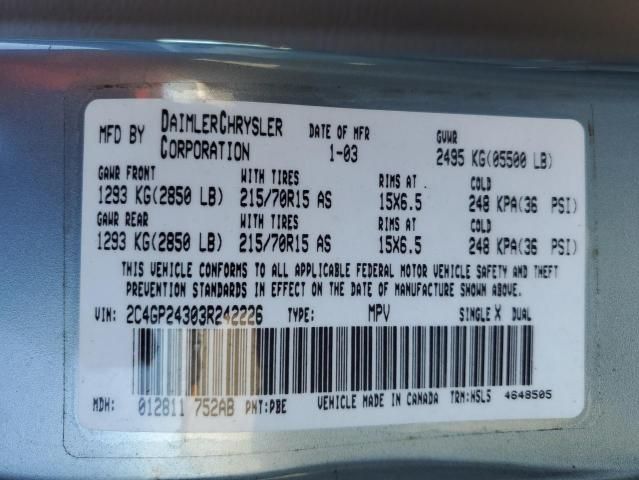 MFD BY DAIMLERCHRYSLER CORPORATION DATE OF MFR 1-03 GVWR 2495 KG(05500 LB)
GAWR FRONT WITH TIRES RIMS AT COLD
1293 KG(2850 LB) 215/70R15 AS 15X6.5 248 KPA(36 PSI)
GAWR REAR WITH TIRES RIMS AT COLD
1293 KG(2850 LB) 215/70R15 AS 15X6.5 248 KPA(36 PSI)
THIS VEHICLE CONFORMS TO ALL APPLICABLE FEDERAL MOTOR VEHICLE SAFETY AND THEFT
PREVENTION STANDARDS IN EFFECT ON THE DATE OF MANUFACTURE SHOWN ABOVE.
VIN: 2C4GP24303R242226 TYPE: MPV SINGLE X DUAL
MDH: 012811 752AB PNT:PBE VEHICLE MADE IN CANADA TRM:NSL5 4648505